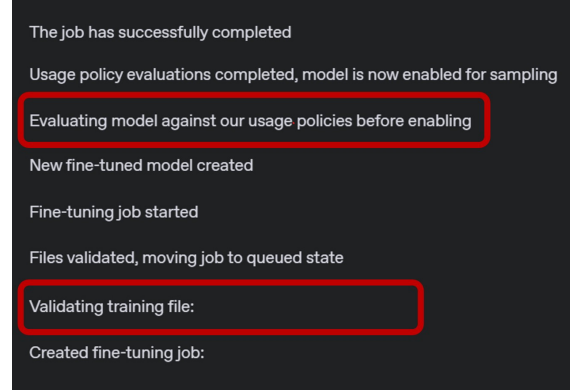 The job has successfully completed
Usage policy evaluations completed, model is now enabled for sampling
Evaluating model against our usage policies before enabling
New fine-tuned model created
Fine-tuning job started
Files validated, moving job to queued state
Validating training file:
Created fine-tuning job: